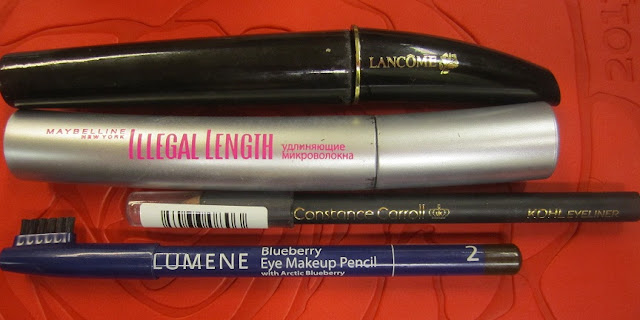 LANCÔME
MAYBELLINE
NEW YORK
ILLEGAL LENGTH
удлиняющие
микроволокна
Constance Carroll
KOHL EYELINER
LUMENE
Blueberry
Eye Makeup Pencil
with Arctic Blueberry
2
201